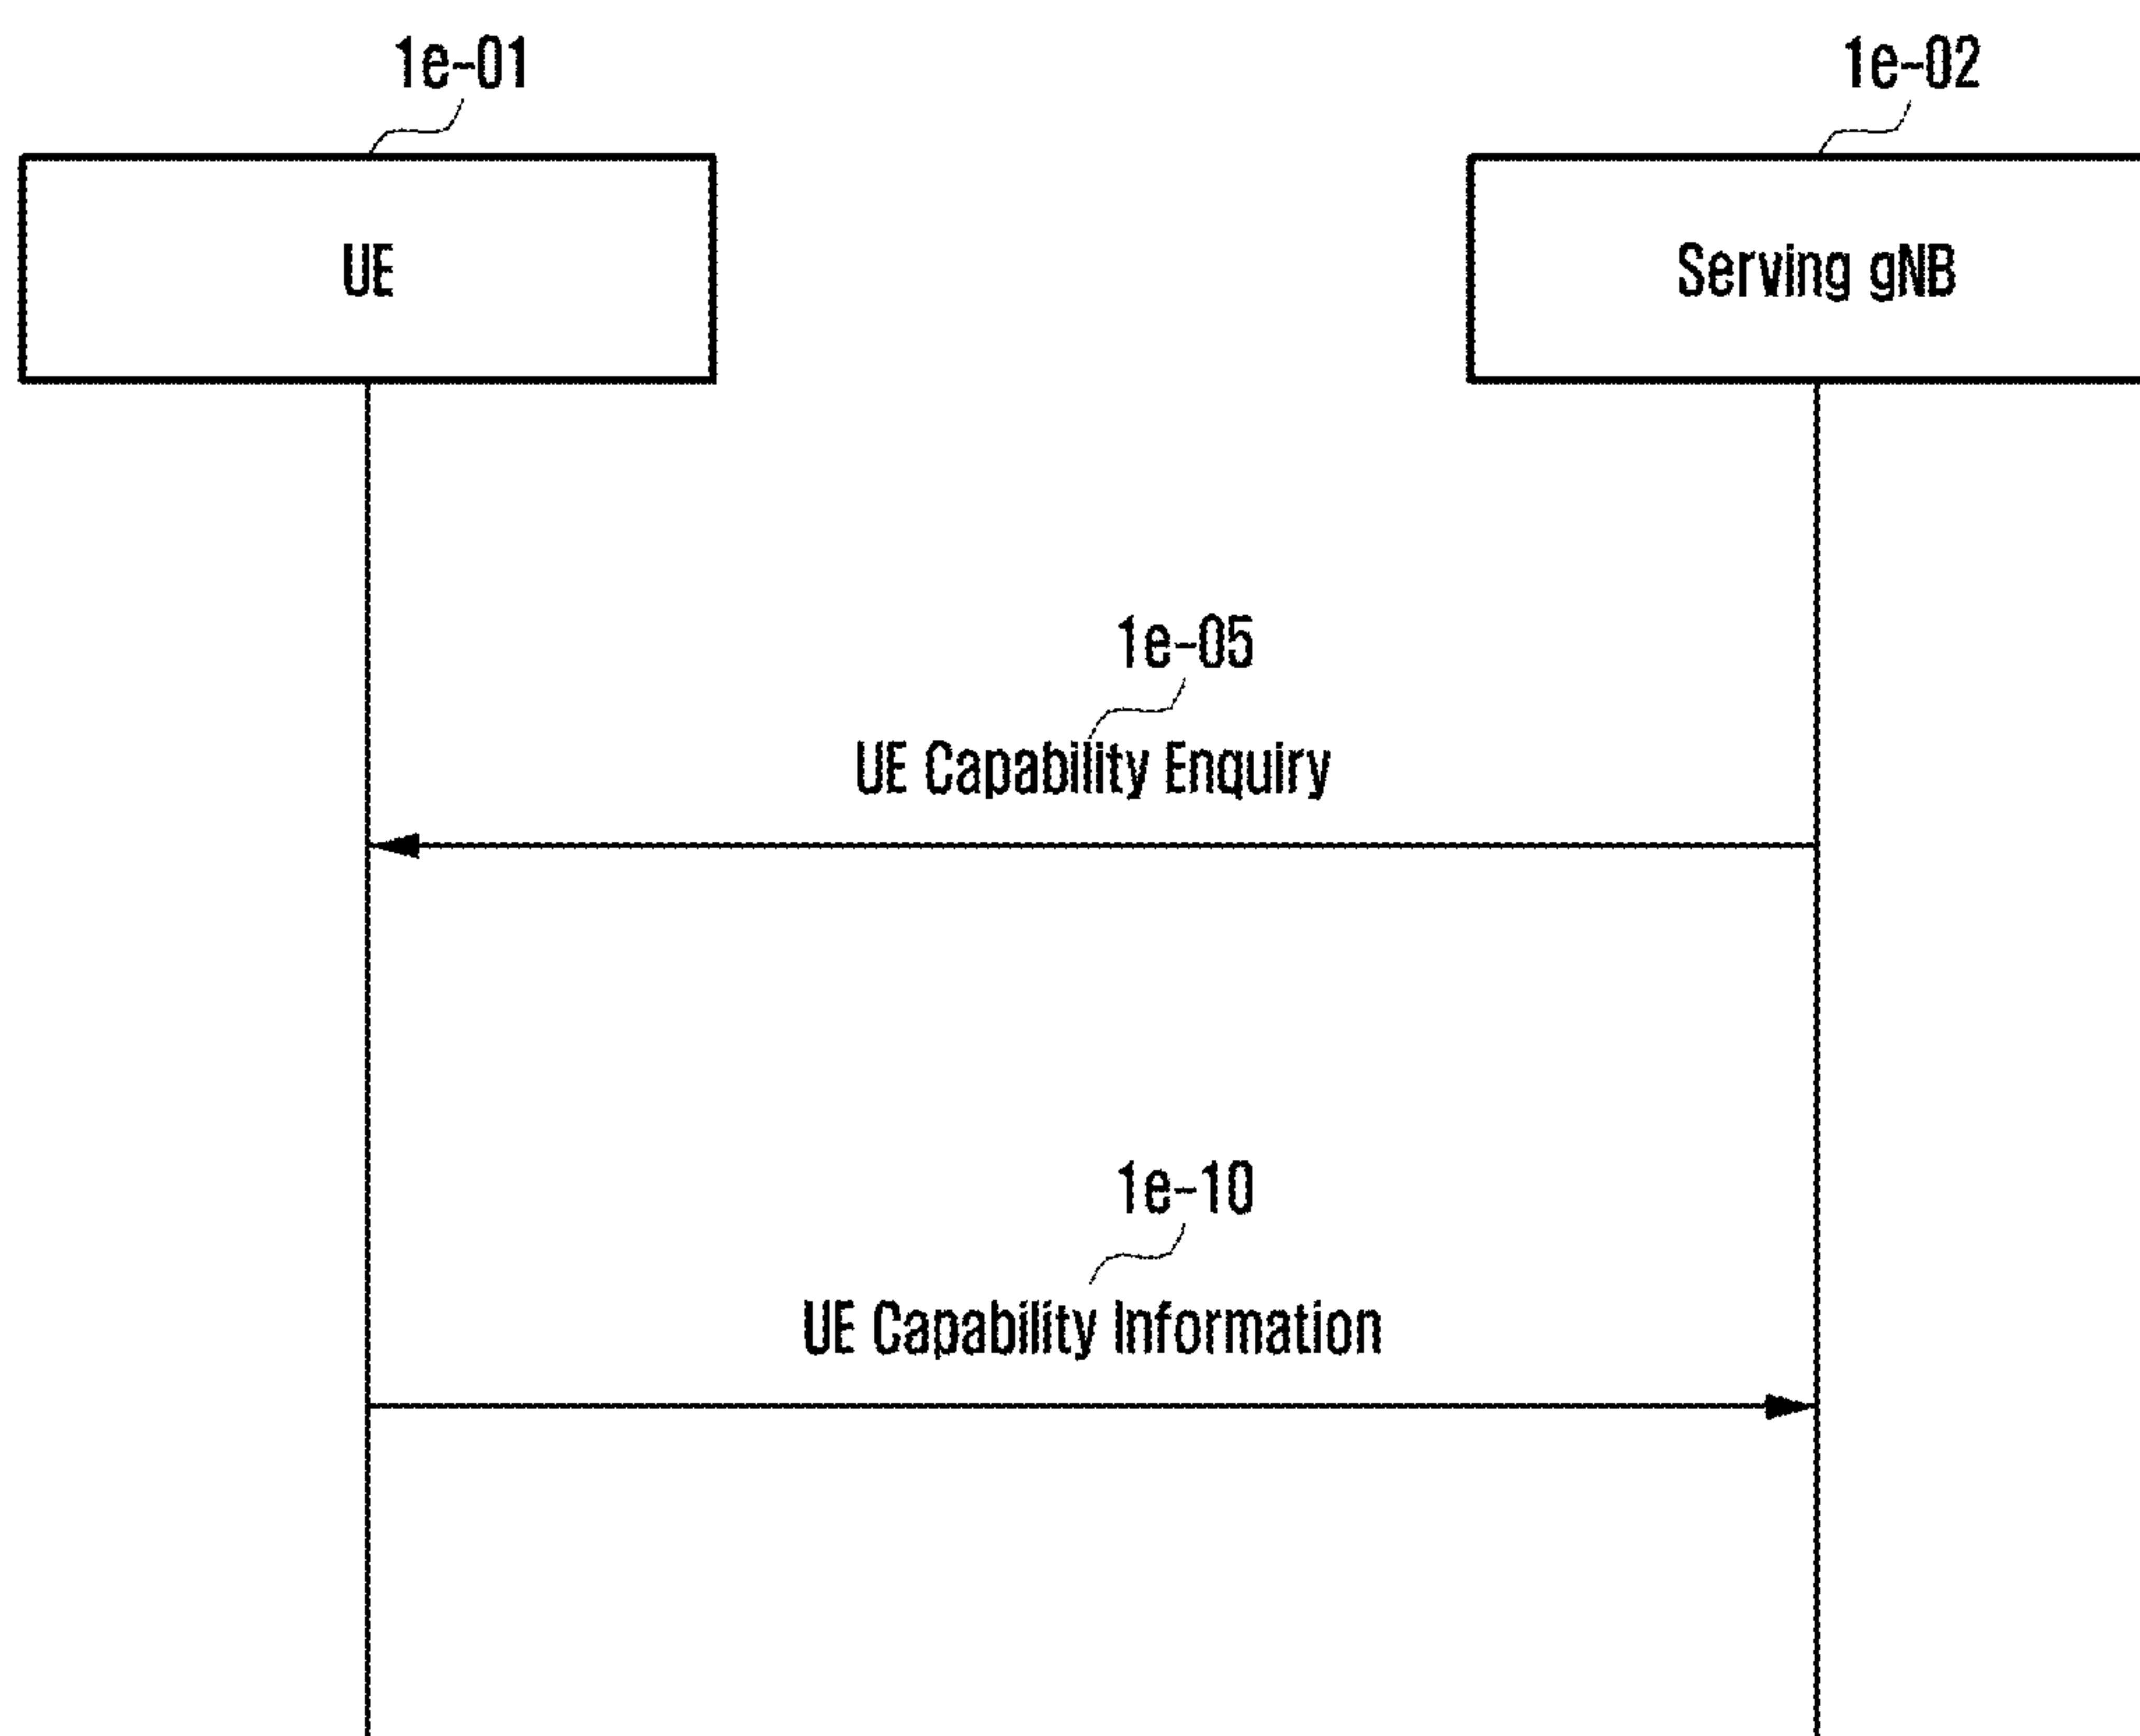 1e-01
1e-02
UE
Serving gNB
1e-05
UE Capability Enquiry
1e-10
UE Capability Information